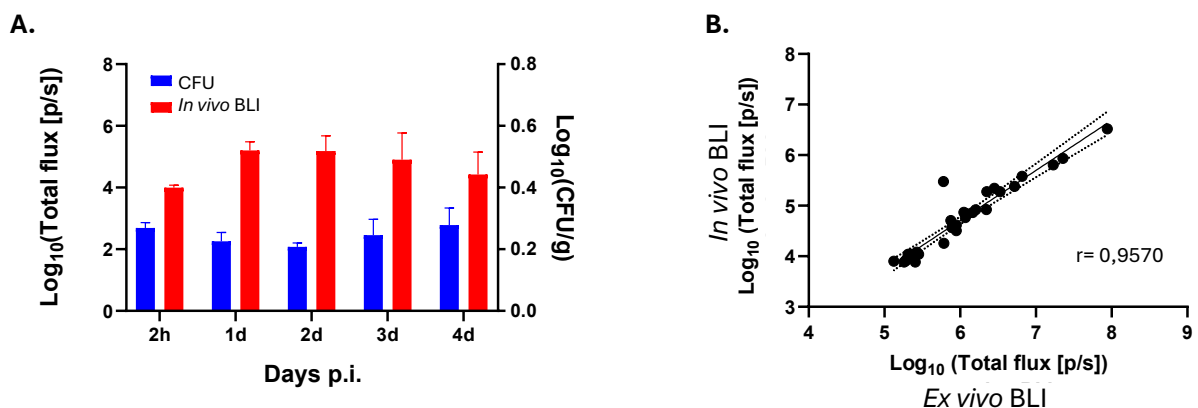 A.
Log10(Total flux [p/s])
8
6
4
2
0
CFU
In vivo BLI
0.8
0.6
0.4
0.2
0.0
Log10(CFU/g)
2h 1d 2d 3d 4d
Days p.i.
B.
In vivo BLI
Log10 (Total flux [p/s])
8
7
6
5
4
3
r= 0,9570
4 5 6 7 8 9
Log10 (Total flux [p/s])
Ex vivo BLI